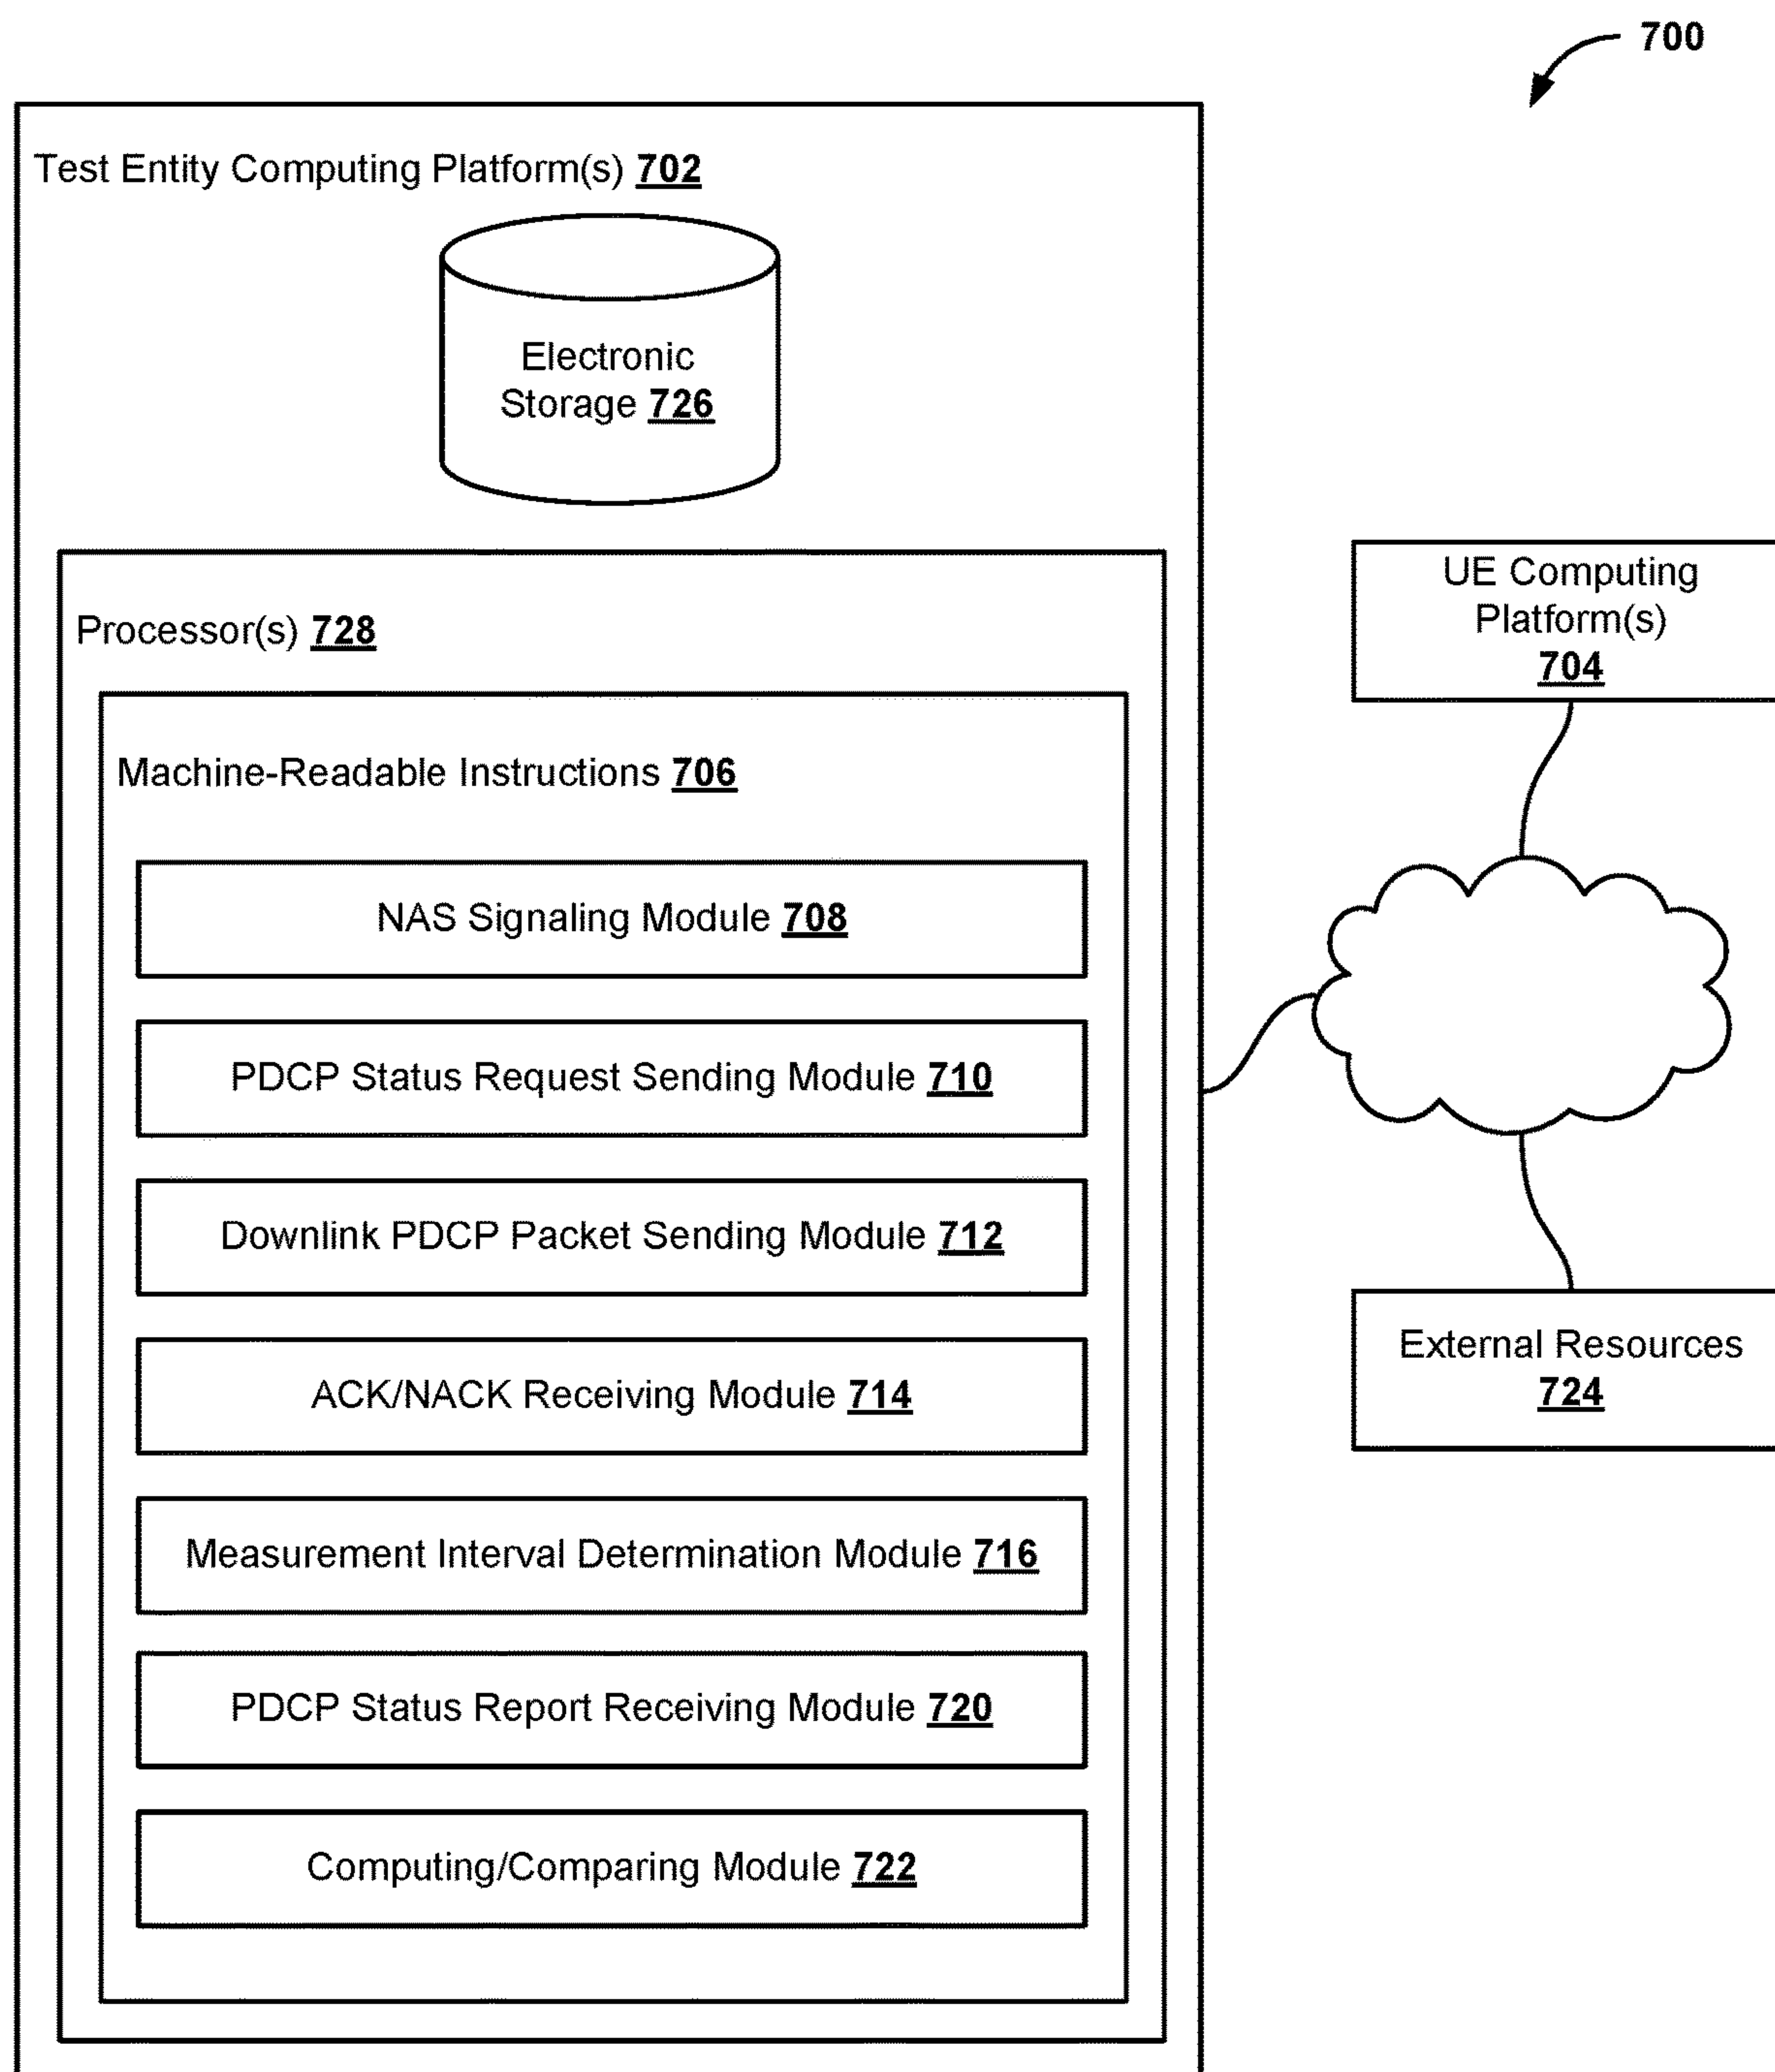 700
Test Entity Computing Platform(s) 702
Electronic
Storage 726
Processor(s) 728
Machine-Readable Instructions 706
NAS Signaling Module 708
PDCP Status Request Sending Module 710
Downlink PDCP Packet Sending Module 712
ACK/NACK Receiving Module 714
Measurement Interval Determination Module 716
PDCP Status Report Receiving Module 720
Computing/Comparing Module 722
UE Computing
Platform(s)
704
External Resources
724